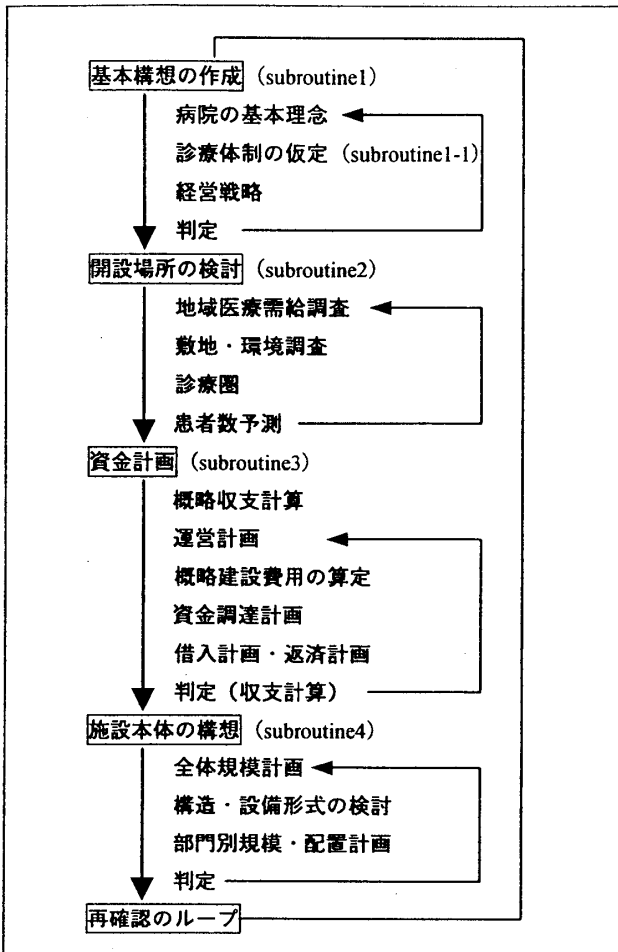 基本構想の作成 (subroutine1)
病院の基本理念
診療体制の仮定 (subroutine1-1)
経営戦略
判定
開設場所の検討 (subroutine2)
地域医療需給調査
敷地・環境調査
診療圏
患者数予測
資金計画 (subroutine3)
概略収支計算
運営計画
概略建設費用の算定
資金調達計画
借入計画・返済計画
判定（収支計算）
施設本体の構想 (subroutine4)
全体規模計画
構造・設備形式の検討
部門別規模・配置計画
判定
再確認のループ